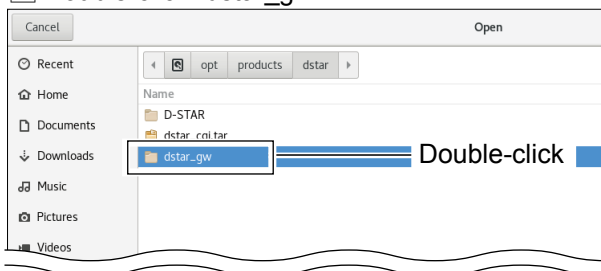 Cancel Open
Recent
opt products dstar
Home
Name
D-STAR
Documents
dstar_cgi.tar
Downloads
dstar_gw
Double-click
Music
Pictures
Videos